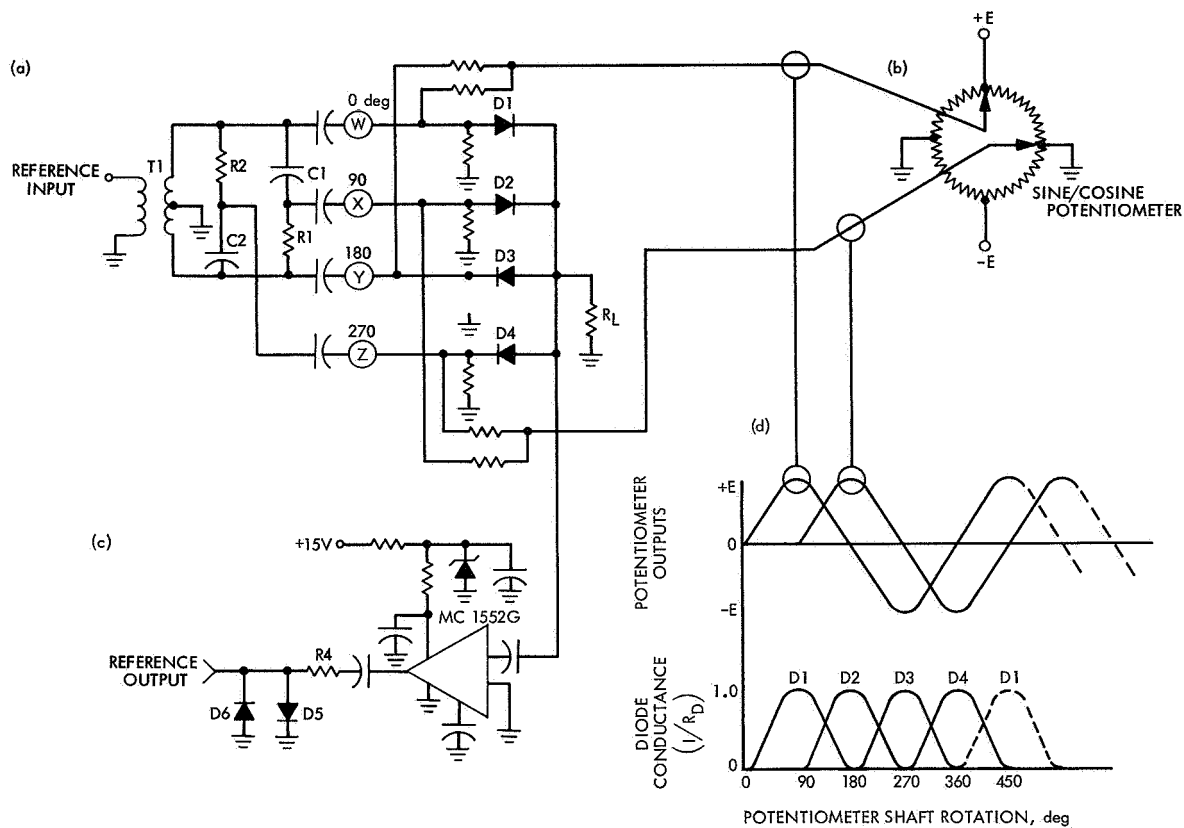 (a)
REFERENCE
INPUT
T1
R2
C2
C1
R1
0 deg
W
90
X
180
Y
270
Z
D1
D2
D3
D4
R_L
(b)
+E
-E
SINE/COSINE
POTENTIOMETER
(c)
+15V
MC 1552G
R4
REFERENCE
OUTPUT
D6
D5
(d)
POTENTIOMETER
OUTPUTS
+E
0
-E
DIODE
CONDUCTANCE
(1/R_D)
1.0
0
D1 D2 D3 D4 D1
0 90 180 270 360 450
POTENTIOMETER SHAFT ROTATION, deg